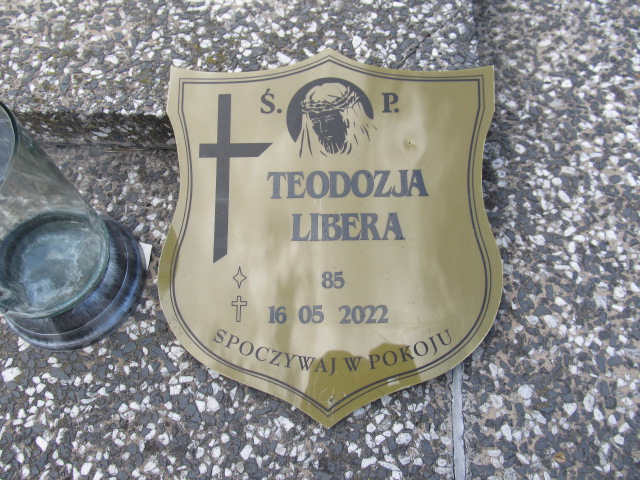 Ś. P.
TEODOZJA
LIBERA
85
16 05 2022
SPOCZYWAJ W POKOJU